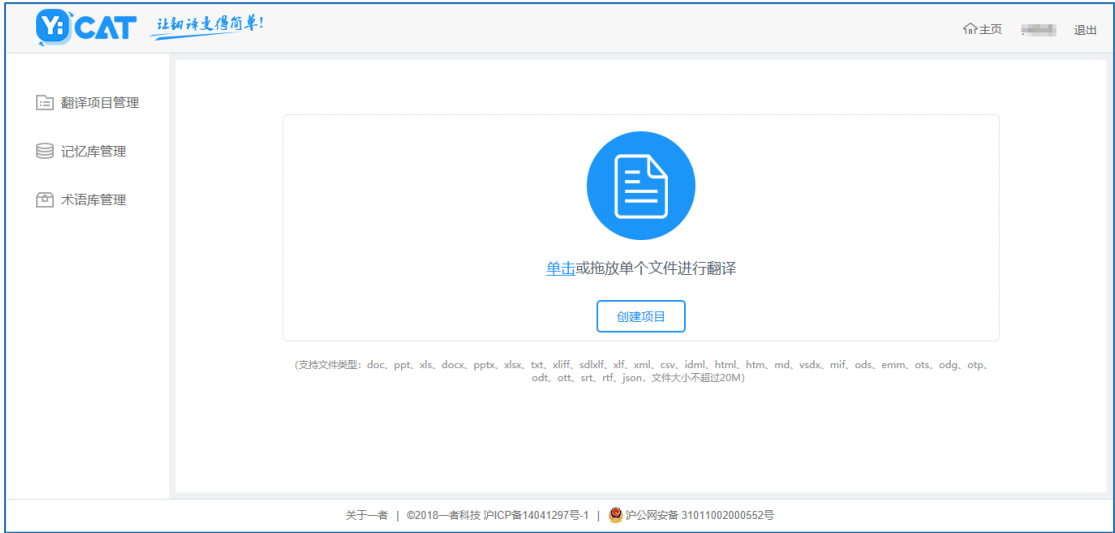 Yi CAT 让翻译变得简单!
主页 退出
翻译项目管理
记忆库管理
术语库管理
单击或拖放单个文件进行翻译
创建项目
(支持文件类型：doc、ppt、xls、docx、pptx、xlsx、txt、xliff、sdlxlf、xlf、xml、csv、idml、html、htm、md、vsdx、mif、ods、emm、ots、odg、otp、
odt、ott、srt、rtf、json，文件大小不超过20M)
关于一者 | ©2018一者科技 沪ICP备14041297号-1 | 沪公网安备 31011002000552号